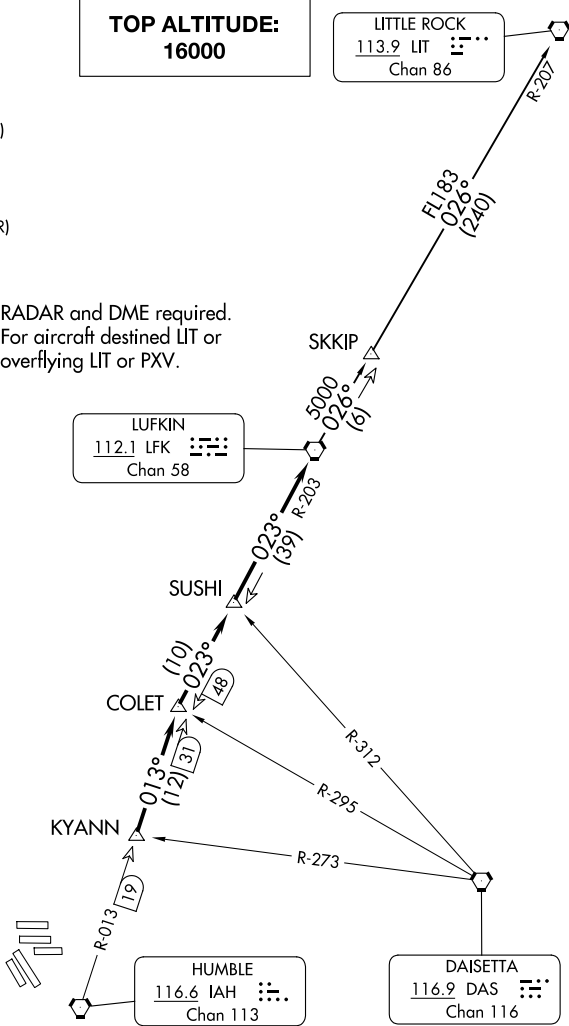 TOP ALTITUDE:
16000
LITTLE ROCK
113.9 LIT
Chan 86
R-207
)
R)
FL183
026°
(240)
RADAR and DME required.
For aircraft destined LIT or
overflying LIT or PXV.
SKKIP
5000
026°
(6)
LUFKIN
112.1 LFK
Chan 58
R-203
023°
(39)
SUSHI
(10)
023°
48
COLET
31
013°
(12)
R-312
R-295
KYANN
R-273
19
R-013
HUMBLE
116.6 IAH
Chan 113
DAISETTA
116.9 DAS
Chan 116